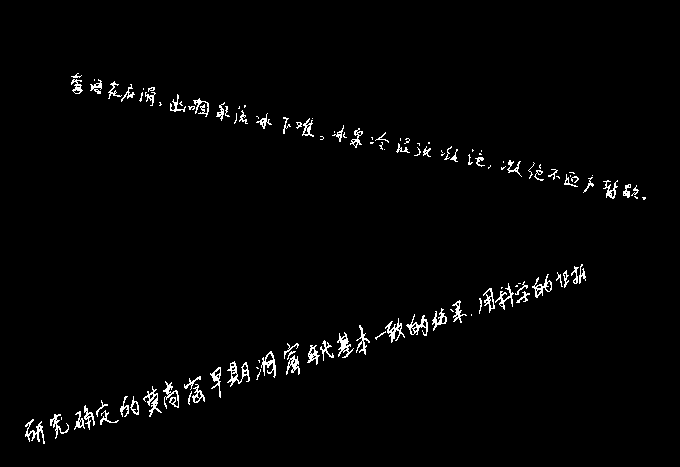 莺语花底滑，幽咽泉流冰下难。冰泉冷涩弦凝绝，凝绝不通声暂歇。
研究确定的莫高窟早期洞窟年代基本一致的结果，用科学的证据